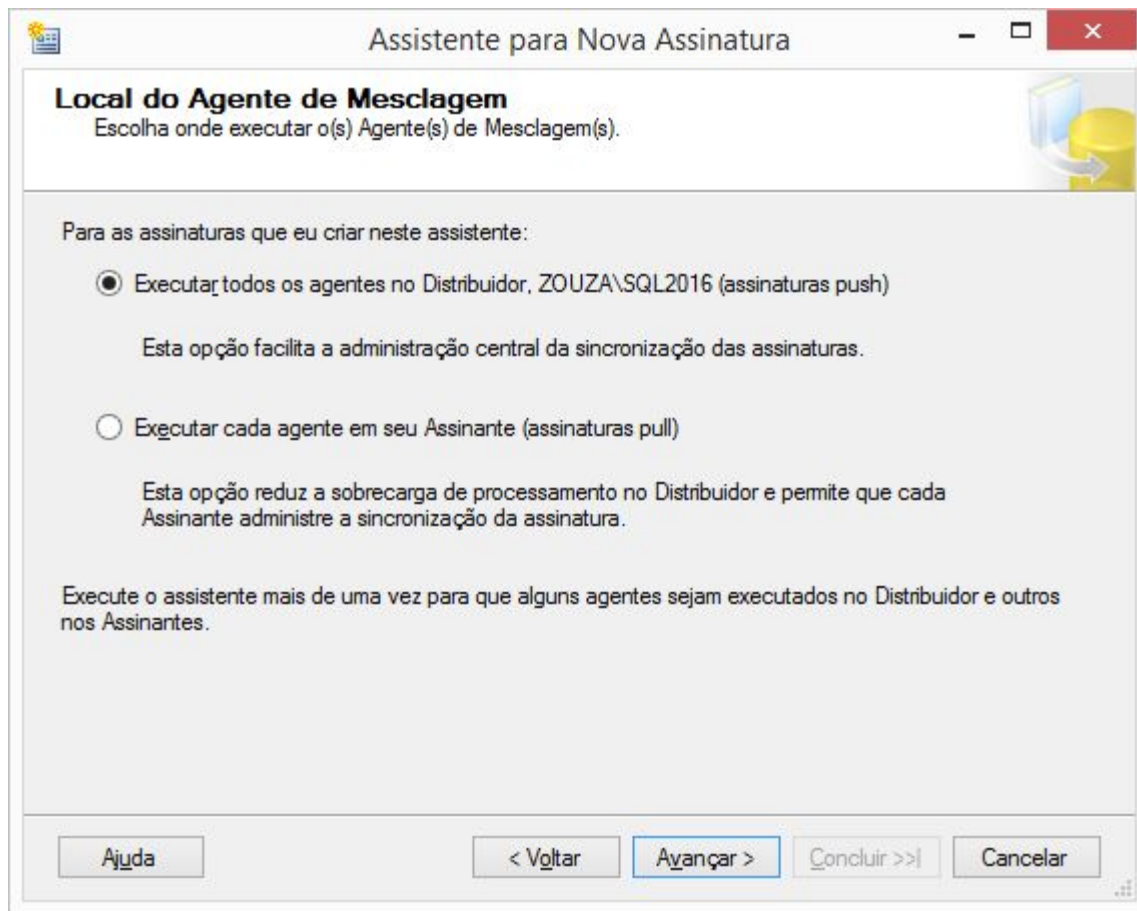 Assistente para Nova Assinatura
Local do Agente de Mesclagem
Escolha onde executar o(s) Agente(s) de Mesclagem(s).
Para as assinaturas que eu criar neste assistente:
Executar todos os agentes no Distribuidor, ZOUZA\SQL2016 (assinaturas push)
Esta opção facilita a administração central da sincronização das assinaturas.
Executar cada agente em seu Assinante (assinaturas pull)
Esta opção reduz a sobrecarga de processamento no Distribuidor e permite que cada
Assinante administre a sincronização da assinatura.
Execute o assistente mais de uma vez para que alguns agentes sejam executados no Distribuidor e outros
nos Assinantes.
Ajuda < Voltar Avançar > Concluir >>| Cancelar